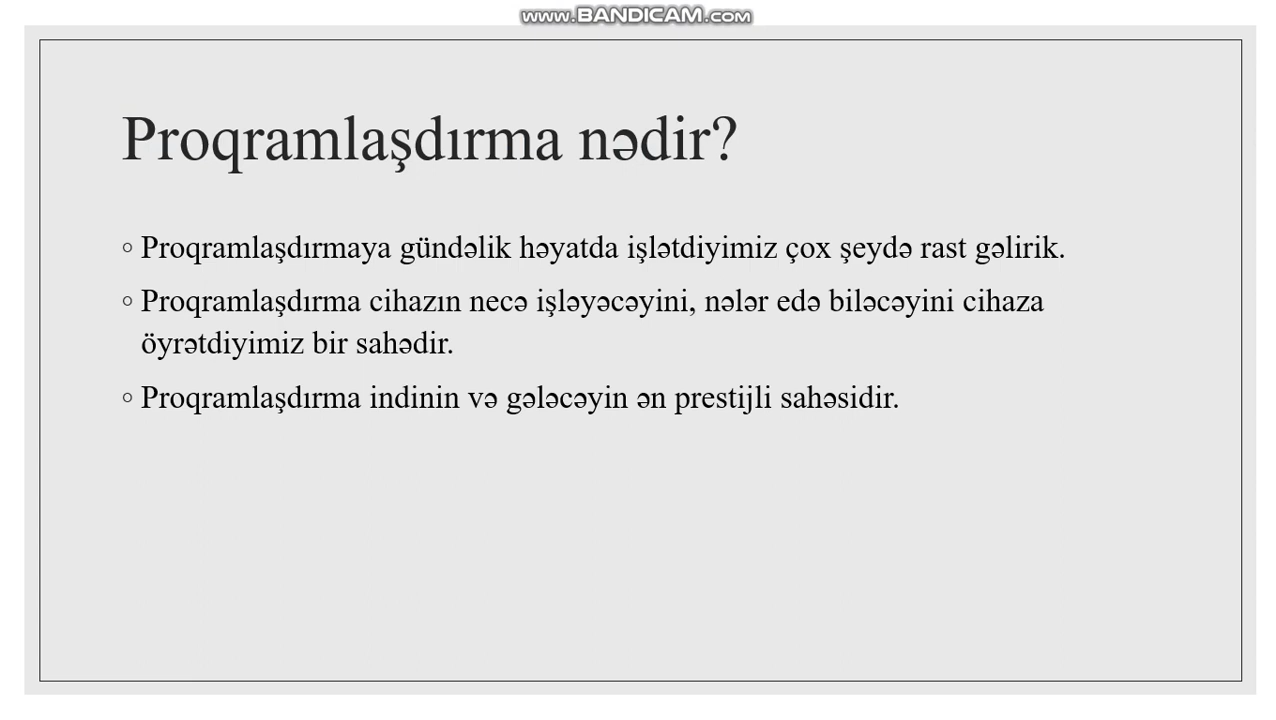 www.BANDICAM.com
Proqramlaşdırma nədir?
◦ Proqramlaşdırmaya gündəlik həyatda işlətdiyimiz çox şeydə rast gəlirik.
◦ Proqramlaşdırma cihazın necə işləyəcəyini, nələr edə biləcəyini cihaza
öyrətdiyimiz bir sahədir.
◦ Proqramlaşdırma indinin və gələcəyin ən prestijli sahəsidir.